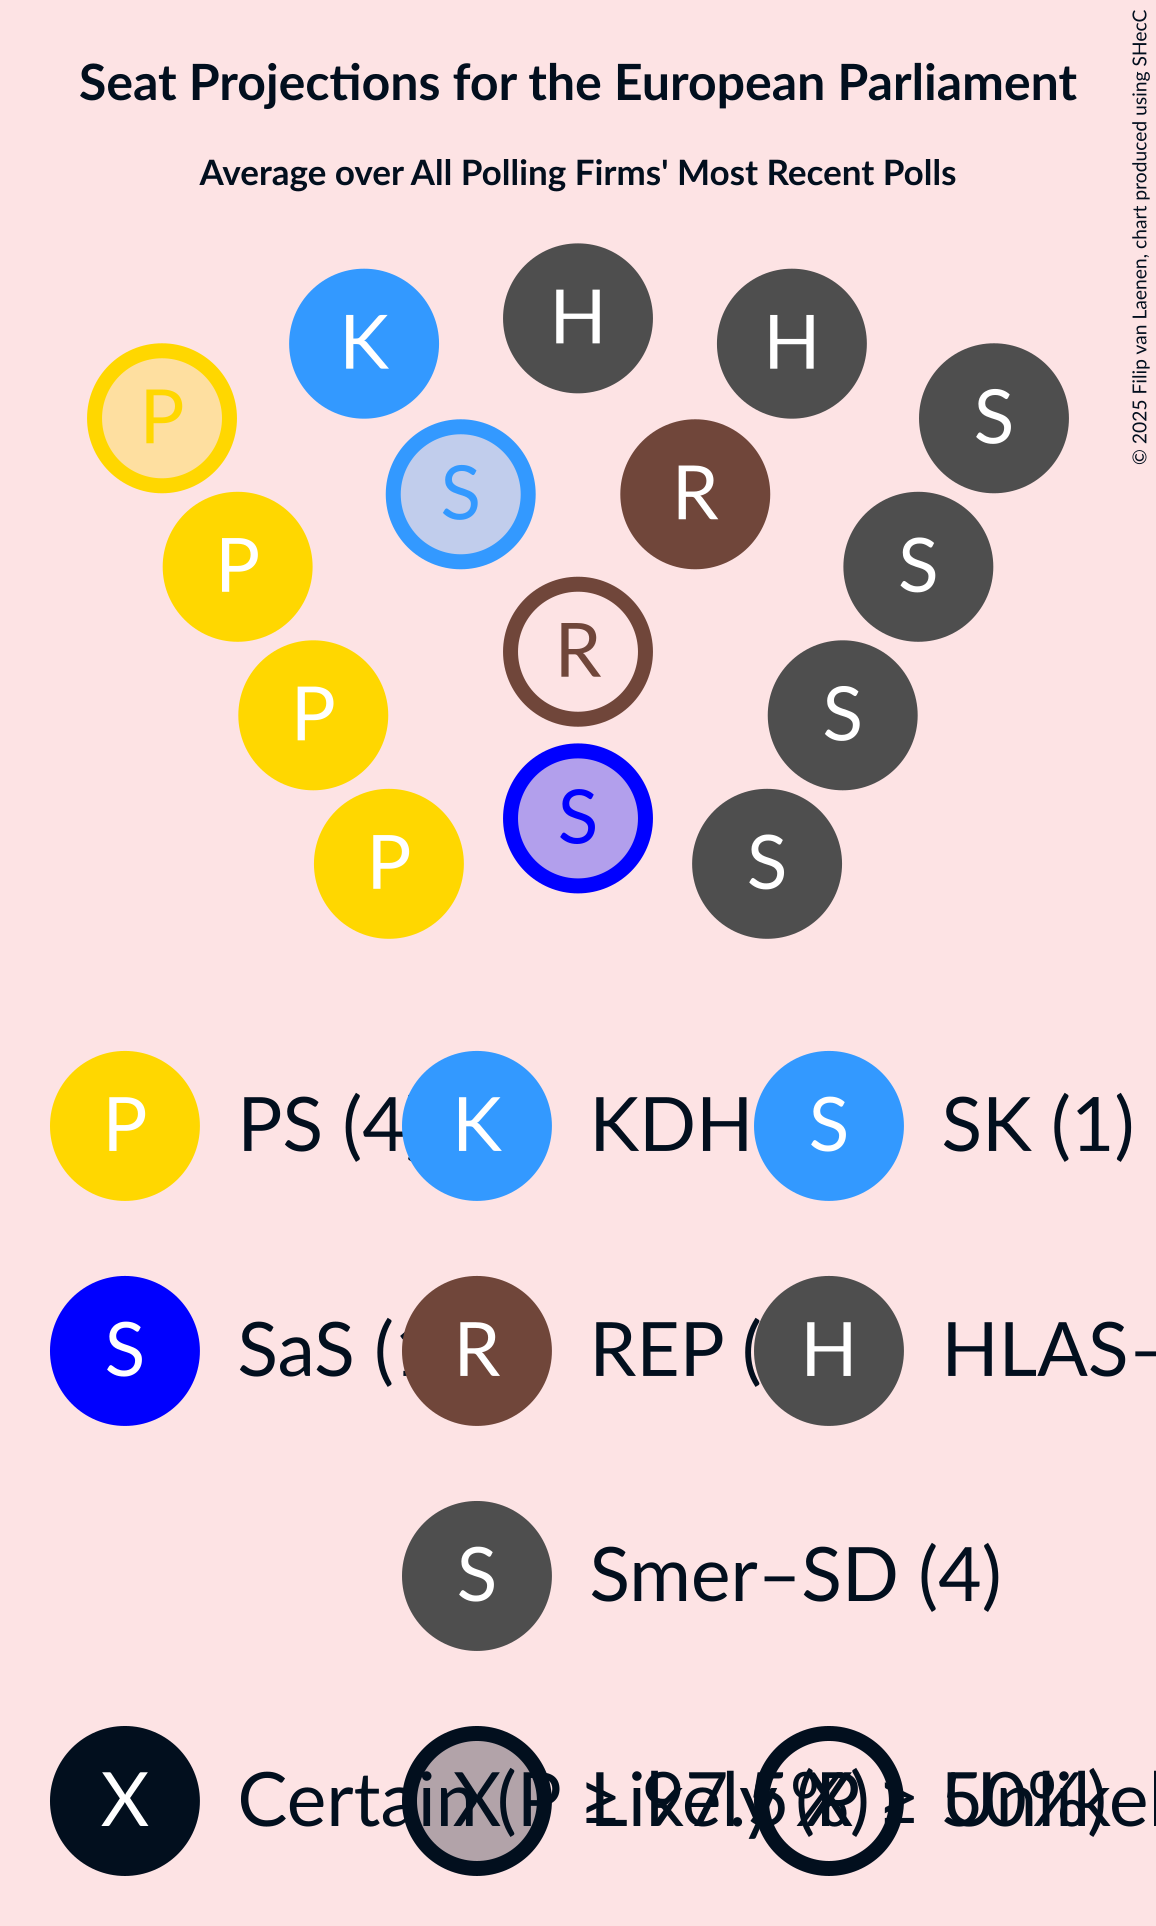 Seat Projections for the European Parliament
Average over All Polling Firms' Most Recent Polls
© 2025 Filip van Laenen, chart produced using SHecC
H
K H
P S
S R
P S
R
P S
S
P S
P PS (4 K KDH S SK (1)
S SaS ( R REP ( H HLAS–
S Smer–SD (4)
X Certain (P ≥ 97.5%) X Likely (P ≥ 50%) X